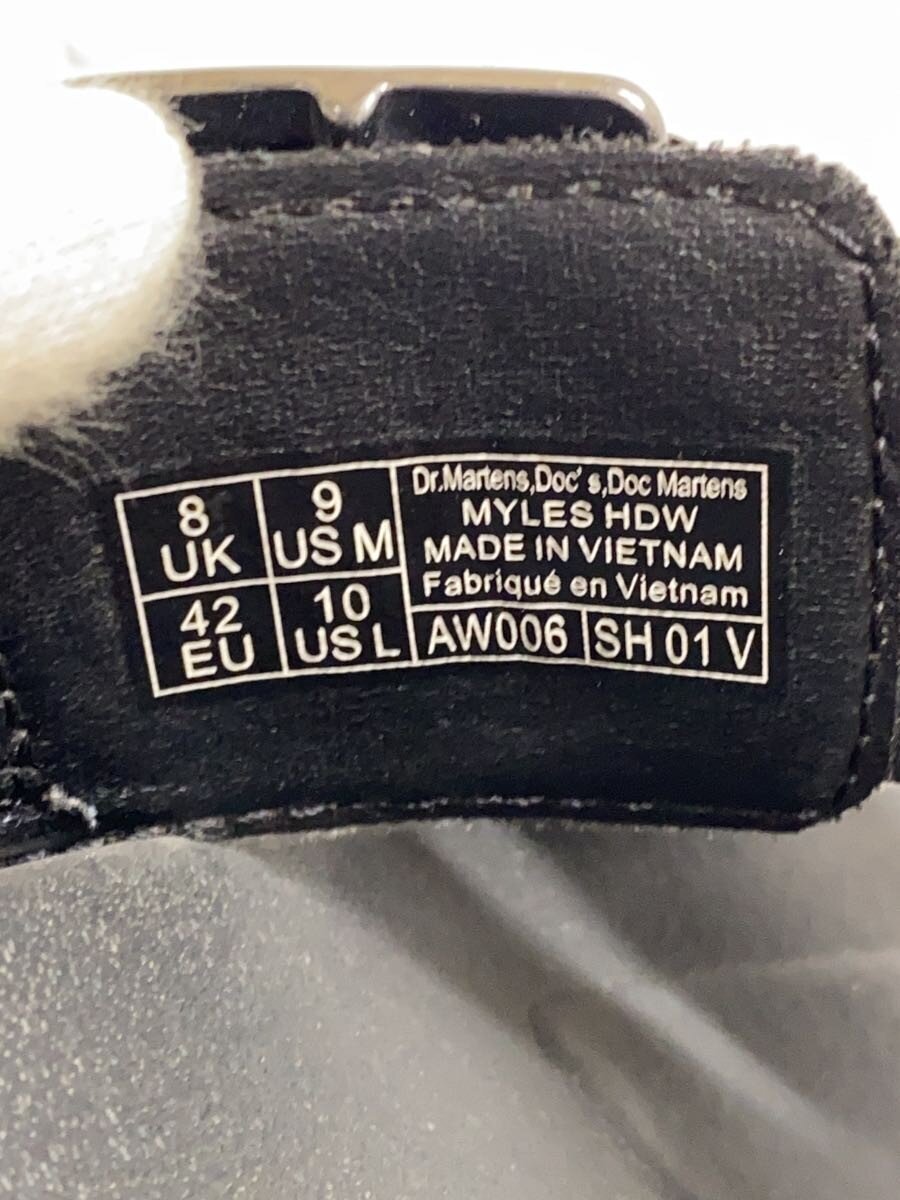 8
UK
9
US M
42
EU
10
US L
Dr.Martens,Doc's,Doc Martens
MYLES HDW
MADE IN VIETNAM
Fabriqué en Vietnam
AW006
SH 01 V